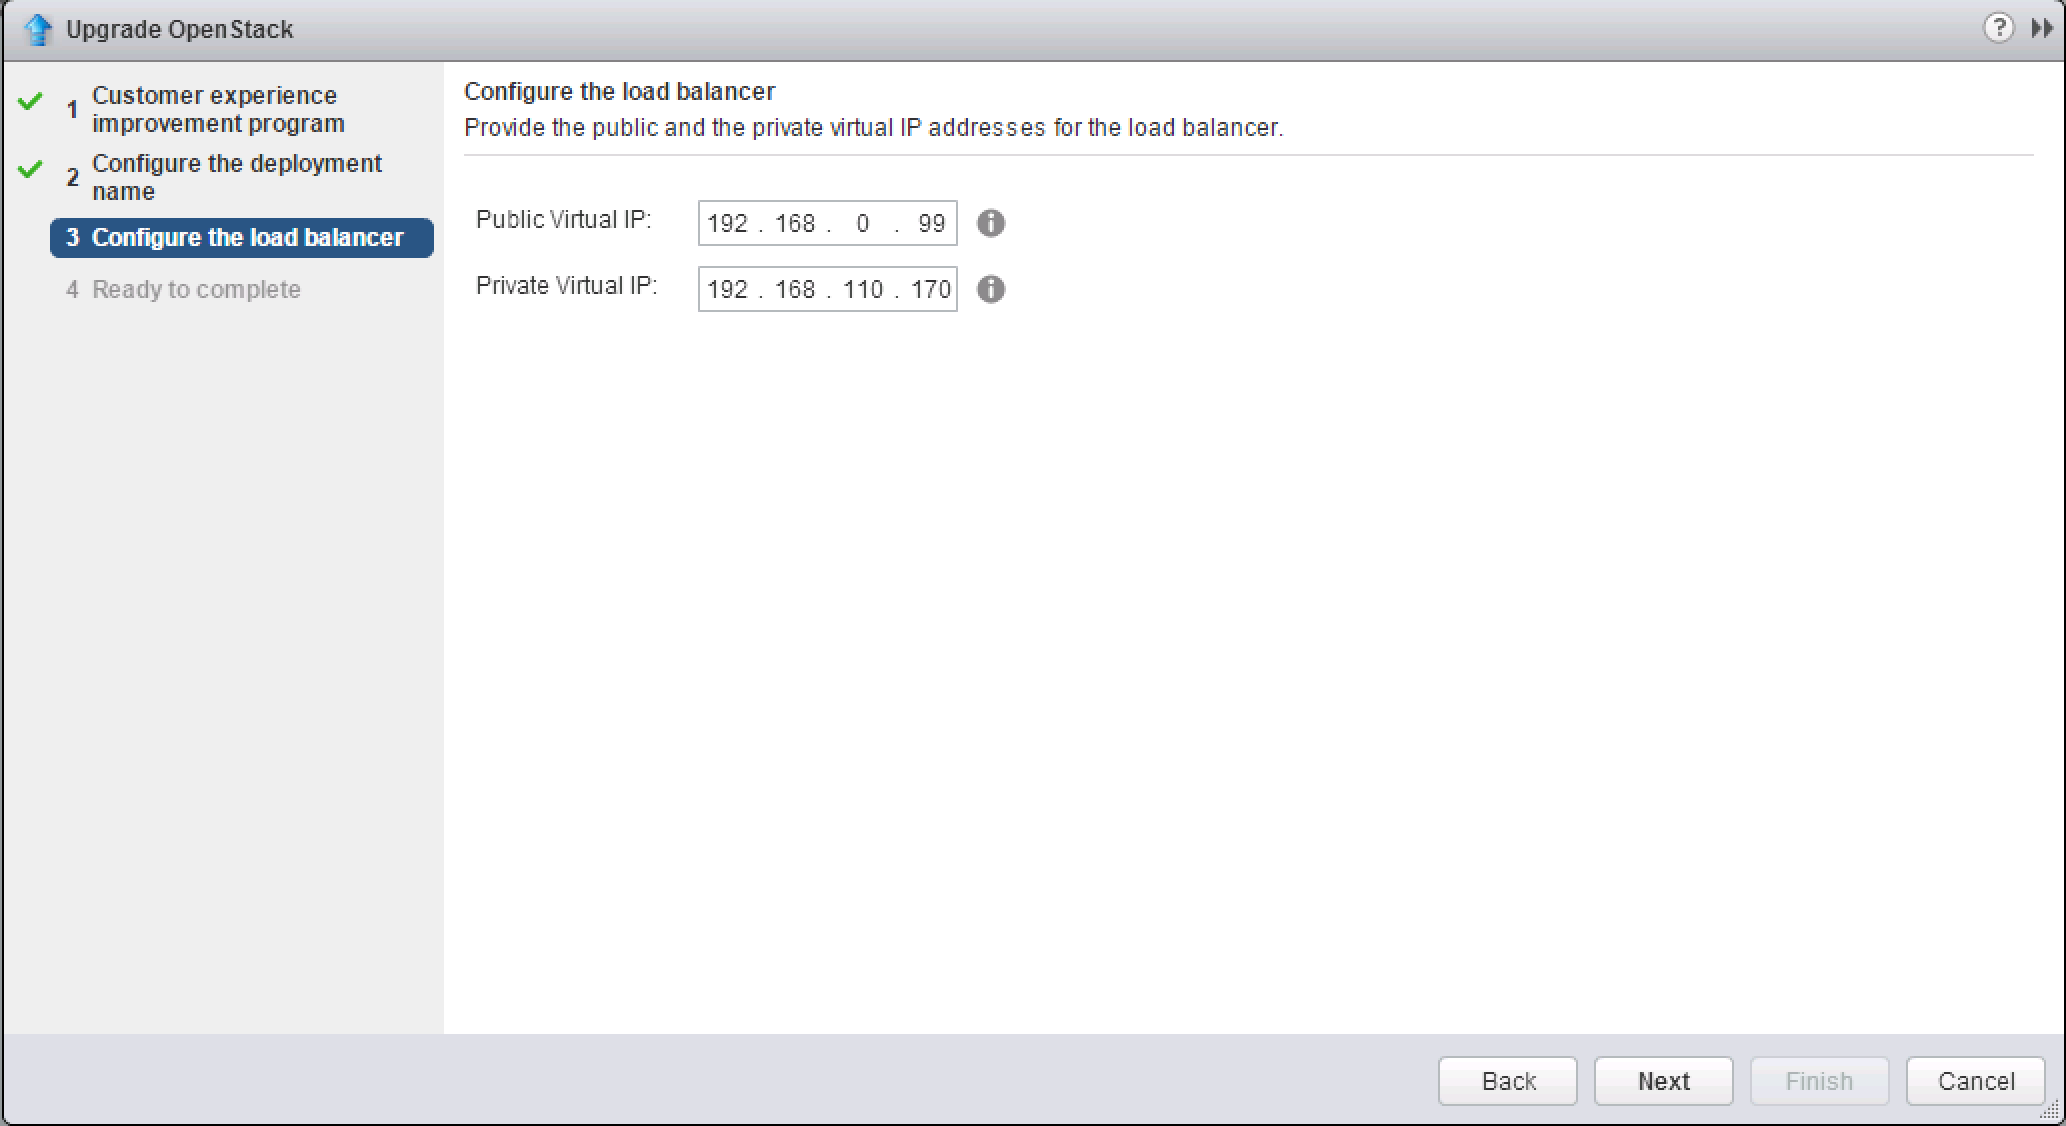 Upgrade OpenStack
?
1 Customer experience
improvement program
2 Configure the deployment
name
3 Configure the load balancer
4 Ready to complete
Configure the load balancer
Provide the public and the private virtual IP addresses for the load balancer.
Public Virtual IP: 192 . 168 . 0 . 99 i
Private Virtual IP: 192 . 168 . 110 . 170 i
Back Next Finish Cancel